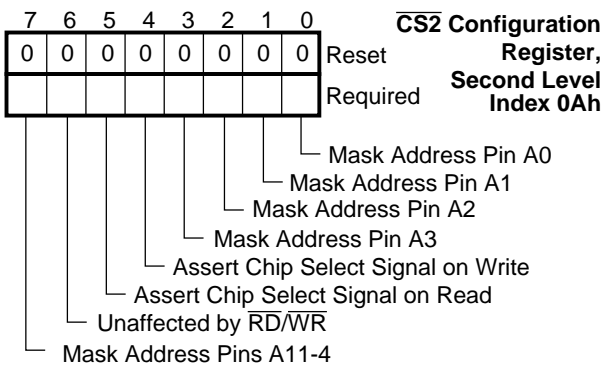 7 6 5 4 3 2 1 0
C̅S̅2̅ Configuration
Register,
Second Level
Index 0Ah
0 0 0 0 0 0 0 0 Reset
Required
Mask Address Pin A0
Mask Address Pin A1
Mask Address Pin A2
Mask Address Pin A3
Assert Chip Select Signal on Write
Assert Chip Select Signal on Read
Unaffected by R̅D̅/W̅R̅
Mask Address Pins A11-4